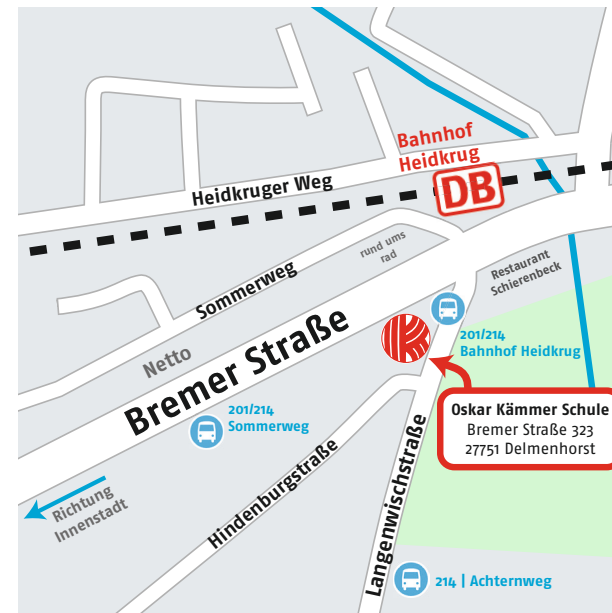 Bahnhof
Heidkrug
DB
Heidkruger Weg
rund ums
rad
Sommerweg
Restaurant
Schierenbeck
Netto
Bremer Straße
201/214
Bahnhof Heidkrug
201/214
Sommerweg
Oskar Kämmer Schule
Bremer Straße 323
27751 Delmenhorst
Hindenburgstraße
Langenwischstraße
Richtung
Innenstadt
214 | Achternweg